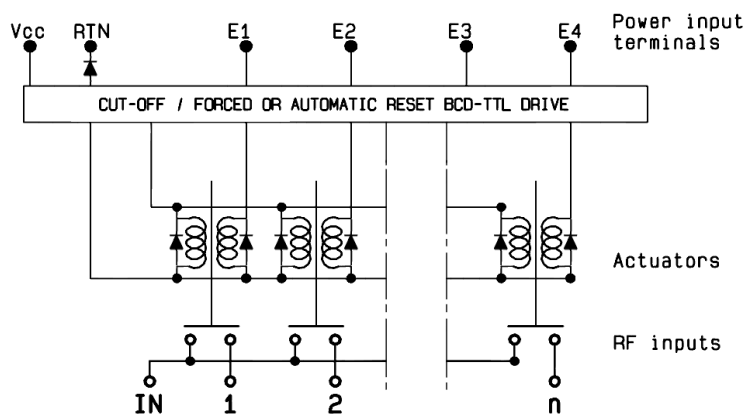 Vcc RTN E1 E2 E3 E4 Power input
terminals
CUT-OFF / FORCED OR AUTOMATIC RESET BCD-TTL DRIVE
Actuators
RF inputs
IN 1 2 n